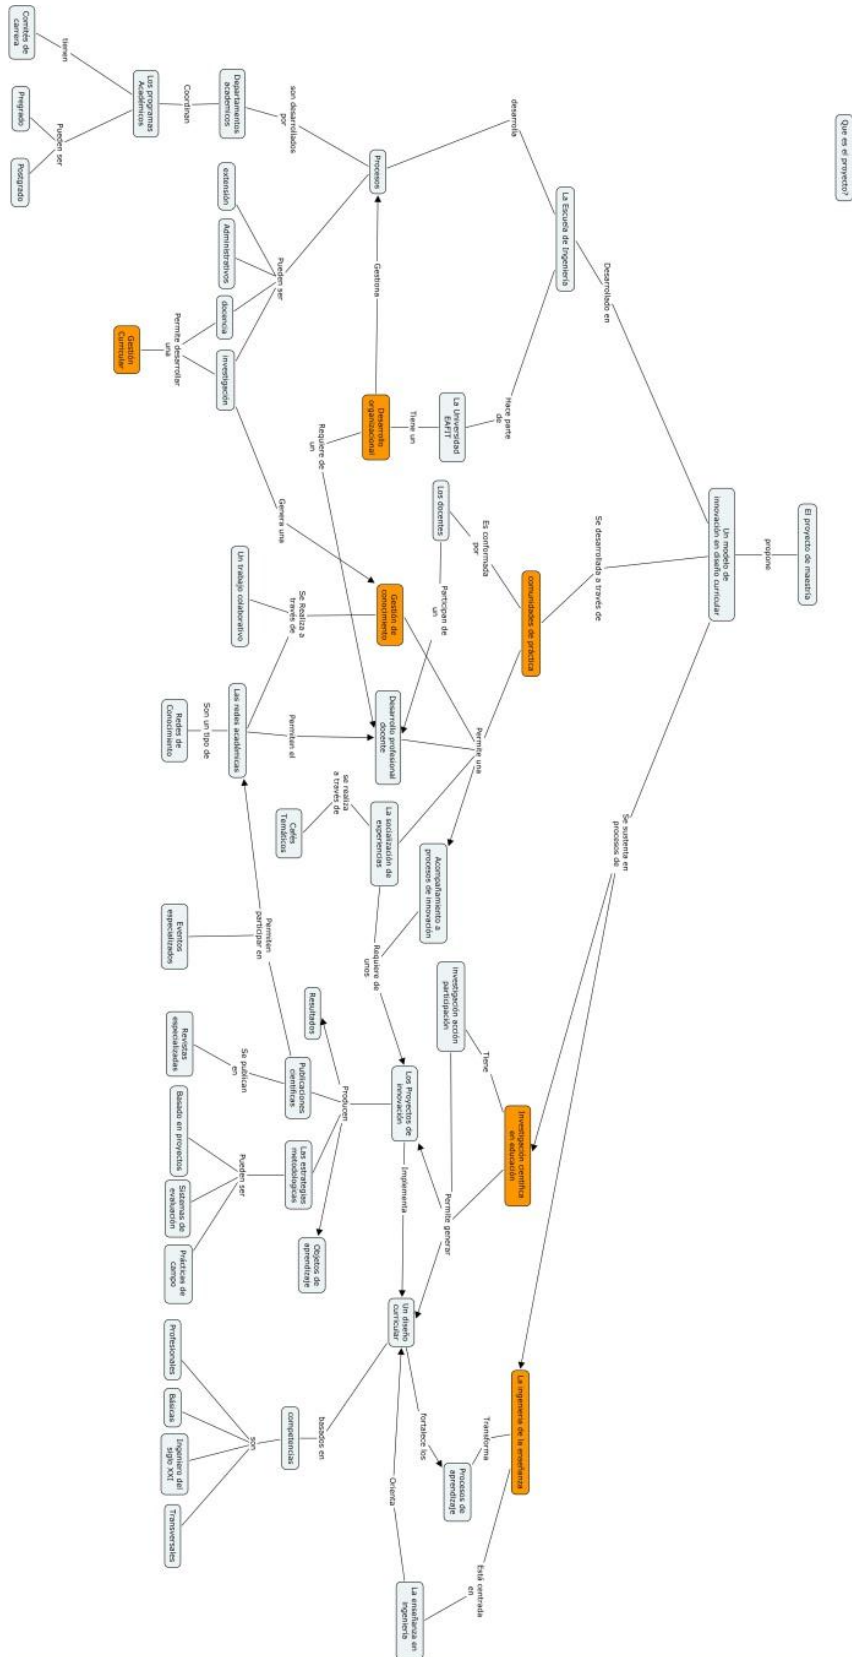 Que es el proyecto?
El proyecto de maestría
propone
Un modelo de
innovación en diseño curricular
Desarrollado en
Se desarrollada a través de
Se sustenta en
procesos de
La Escuela de Ingeniería
desarrolla
Hace parte
de
comunidades de práctica
Investigación científica
en educación
La ingeniería de la enseñanza
La Universidad
EAFIT
Tiene un
Los docentes
Es conformada
por
Participan de
un
Permite una
Acompañamiento a
procesos de innovación
Investigación acción
participación
Tiene
Permite generar
Transforma
Procesos de
aprendizaje
Está centrada
en
Procesos
Gestiona
Desarrollo
organizacional
Requiere de
un
Gestión de
conocimiento
Desarrollo profesional
docente
La socialización de
experiencias
Requiere de
unos
Los Proyectos de
innovación
Implementa
Un diseño
curricular
fortalece los
Orienta
La enseñanza en
ingeniería
son desarrollados
por
Departamentos
académicos
Coordinan
Los programas
Académicos
tienen
Comités de
carrera
Pueden ser
Pregrado
Postgrado
Pueden ser
extensión
Administrativos
docencia
investigación
Permite desarrollar
una
Gestión
Curricular
Genera una
Se Realiza a
través de
Un trabajo colaborativo
Las redes académicas
Permiten el
Son un tipo de
Redes de
Conocimiento
se realiza
a través de
Cafés
Temáticos
Permiten
participar en
Eventos
especializados
Producen
Resultados
Publicaciones
científicas
Las estrategias
metodologicas
Objetos de
aprendizaje
Se publican
en
Revistas
especializadas
Pueden ser
Basado en proyectos
Sistemas de
evaluación
Prácticas de
campo
basados en
competencias
son
Profesionales
Básicas
Ingeniero del
siglo XXI
Transversales